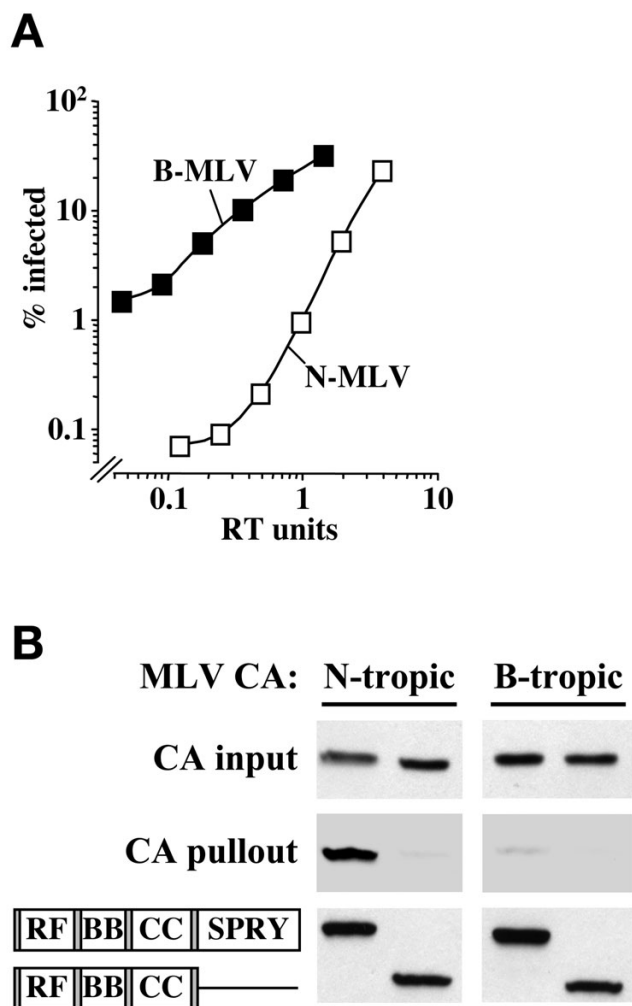 A
10²
10
1
0.1
% infected
B-MLV
N-MLV
0.1 1 10
RT units
B
MLV CA: N-tropic B-tropic
CA input
CA pullout
RF BB CC SPRY
RF BB CC